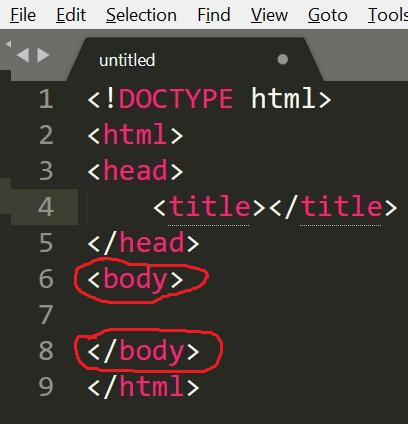 File Edit Selection Find View Goto Tools
untitled
1 <!DOCTYPE html>
2 <html>
3 <head>
4     <title></title>
5 </head>
6 <body>
7
8 </body>
9 </html>